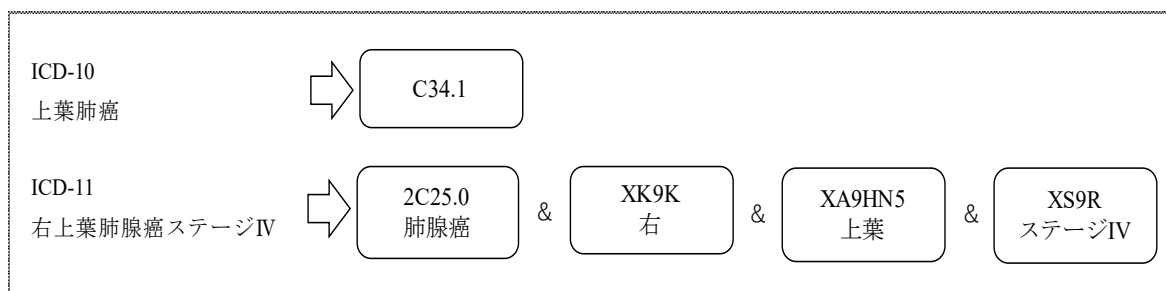 ICD-10
上葉肺癌
C34.1
ICD-11
右上葉肺腺癌ステージⅣ
2C25.0
肺腺癌
&
XK9K
右
&
XA9HN5
上葉
&
XS9R
ステージIV